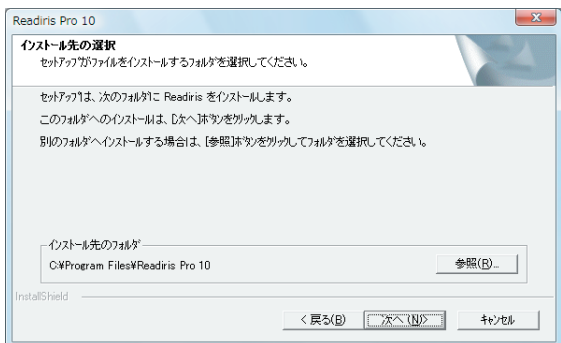 Readiris Pro 10
インストール先の選択
セットアップがファイルをインストールするフォルダを選択してください。
セットアップは、次のフォルダに Readiris をインストールします。
このフォルダへのインストールは、[次へ]ボタンをクリックします。
別のフォルダへインストールする場合は、[参照]ボタンをクリックしてフォルダを選択してください。
インストール先のフォルダ
C:¥Program Files¥Readiris Pro 10
参照(R)...
InstallShield
< 戻る(B)
次へ (N)>
キャンセル